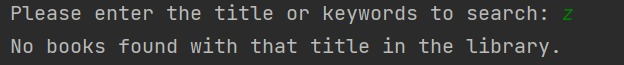 Please enter the title or keywords to search: z
No books found with that title in the library.